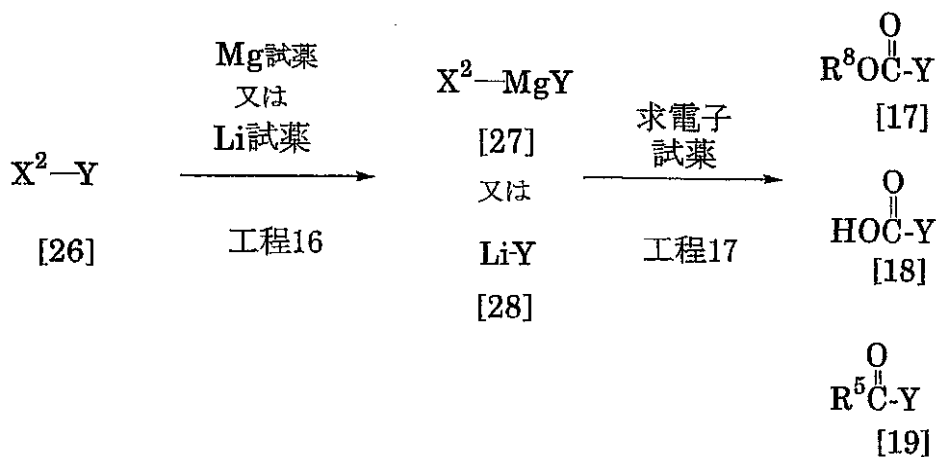 X²—Y
[26]
Mg試薬
又は
Li試薬
工程16
X²—MgY
[27]
又は
Li-Y
[28]
求電子
試薬
工程17
O
R⁸OC-Y
[17]
O
HOC-Y
[18]
O
R⁵C-Y
[19]